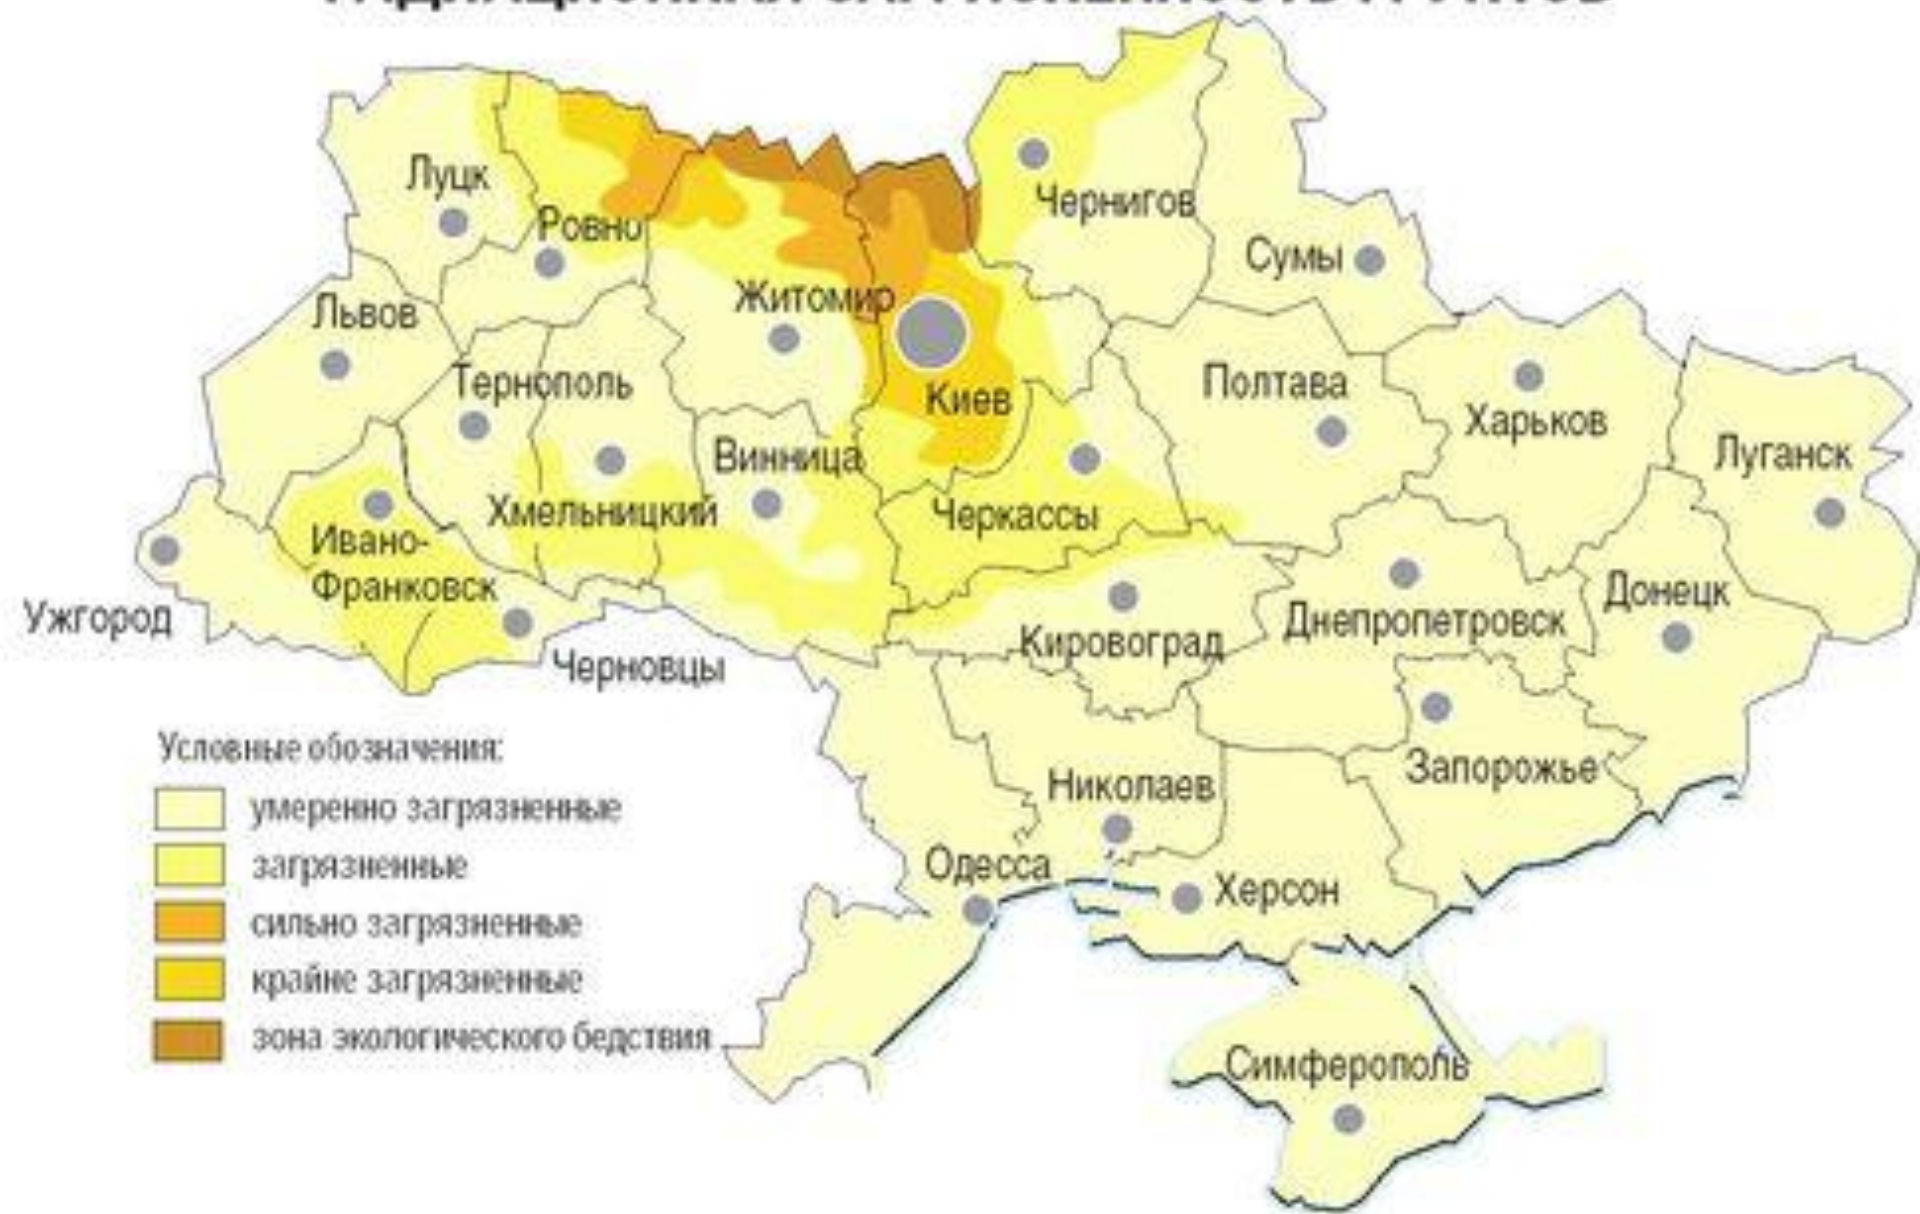 Луцк
Ровно
Чернигов
Сумы
Житомир
Львов
Киев
Тернополь
Полтава
Харьков
Винница
Луганск
Хмельницкий
Черкассы
Ивано-
Франковск
Ужгород
Черновцы
Кировоград
Днепропетровск
Донецк
Запорожье
Николаев
Одесса
Херсон
Симферополь
Условные обозначения:
умеренно загрязненные
загрязненные
сильно загрязненные
крайне загрязненные
зона экологического бедствия